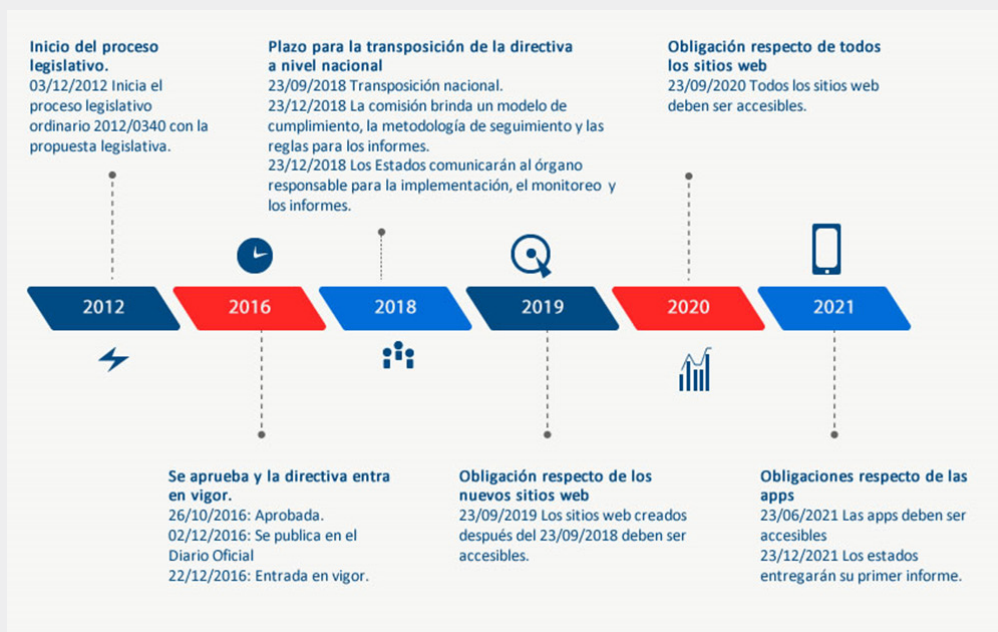 Inicio del proceso
legislativo.
03/12/2012 Inicia el
proceso legislativo
ordinario 2012/0340 con la
propuesta legislativa.
Plazo para la transposición de la directiva
a nivel nacional
23/09/2018 Transposición nacional.
23/12/2018 La comisión brinda un modelo de
cumplimiento, la metodología de seguimiento y las
reglas para los informes.
23/12/2018 Los Estados comunicarán al órgano
responsable para la implementación, el monitoreo y
los informes.
Obligación respecto de todos
los sitios web
23/09/2020 Todos los sitios web
deben ser accesibles.
2012
2016
2018
2019
2020
2021
Se aprueba y la directiva entra
en vigor.
26/10/2016: Aprobada.
02/12/2016: Se publica en el
Diario Oficial
22/12/2016: Entrada en vigor.
Obligación respecto de los
nuevos sitios web
23/09/2019 Los sitios web creados
después del 23/09/2018 deben ser
accesibles.
Obligaciones respecto de las
apps
23/06/2021 Las apps deben ser
accesibles
23/12/2021 Los estados
entregarán su primer informe.